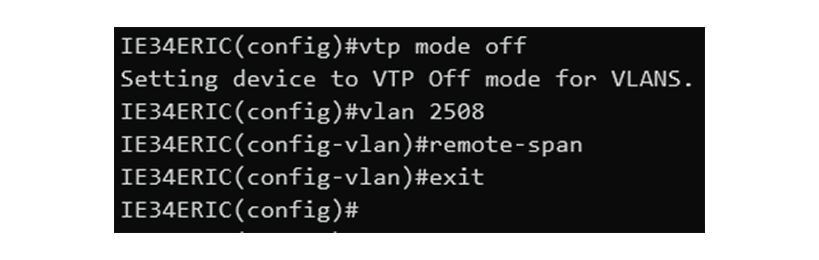 IE34ERIC(config)#vtp mode off
Setting device to VTP Off mode for VLANS.
IE34ERIC(config)#vlan 2508
IE34ERIC(config-vlan)#remote-span
IE34ERIC(config-vlan)#exit
IE34ERIC(config)#